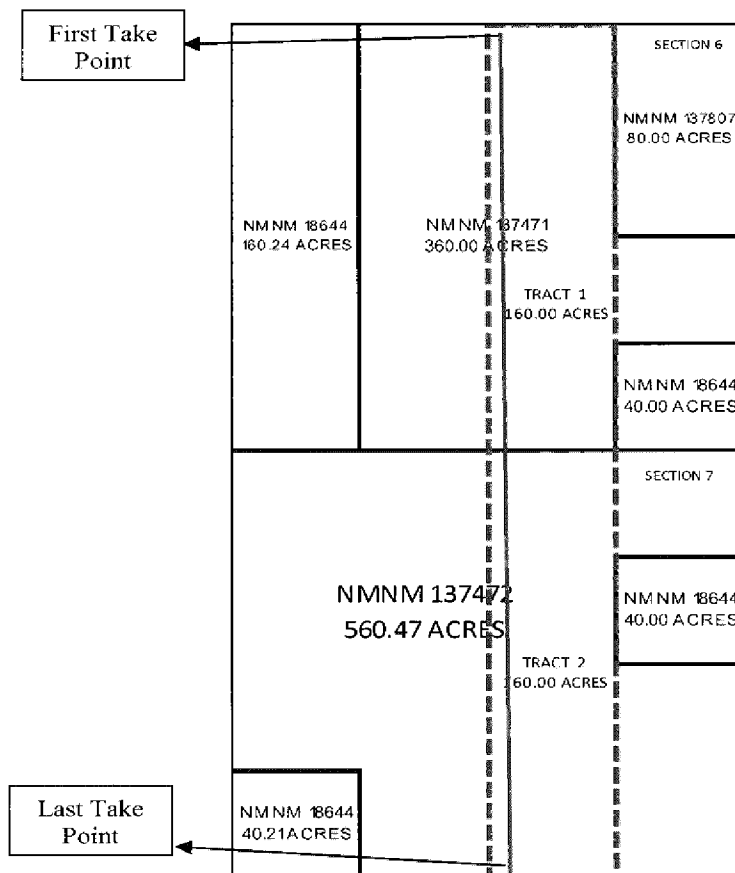 First Take
Point
SECTION 6
NMNM 137807
80.00 ACRES
NMNM 18644
160.24 ACRES
NMNM 137471
360.00 ACRES
TRACT 1
160.00 ACRES
NMNM 18644
40.00 ACRES
SECTION 7
NMNM 137472
560.47 ACRES
NMNM 18644
40.00 ACRES
TRACT 2
160.00 ACRES
Last Take
Point
NMNM 18644
40.21 ACRES